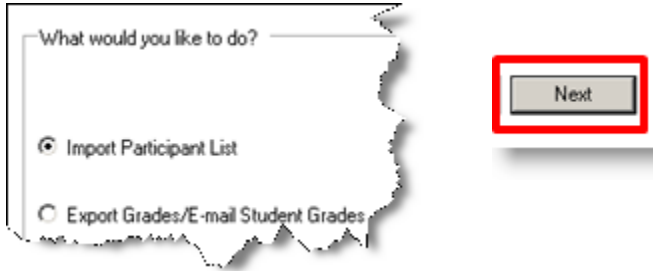 What would you like to do?
Import Participant List
Export Grades/E-mail Student Grades
Next